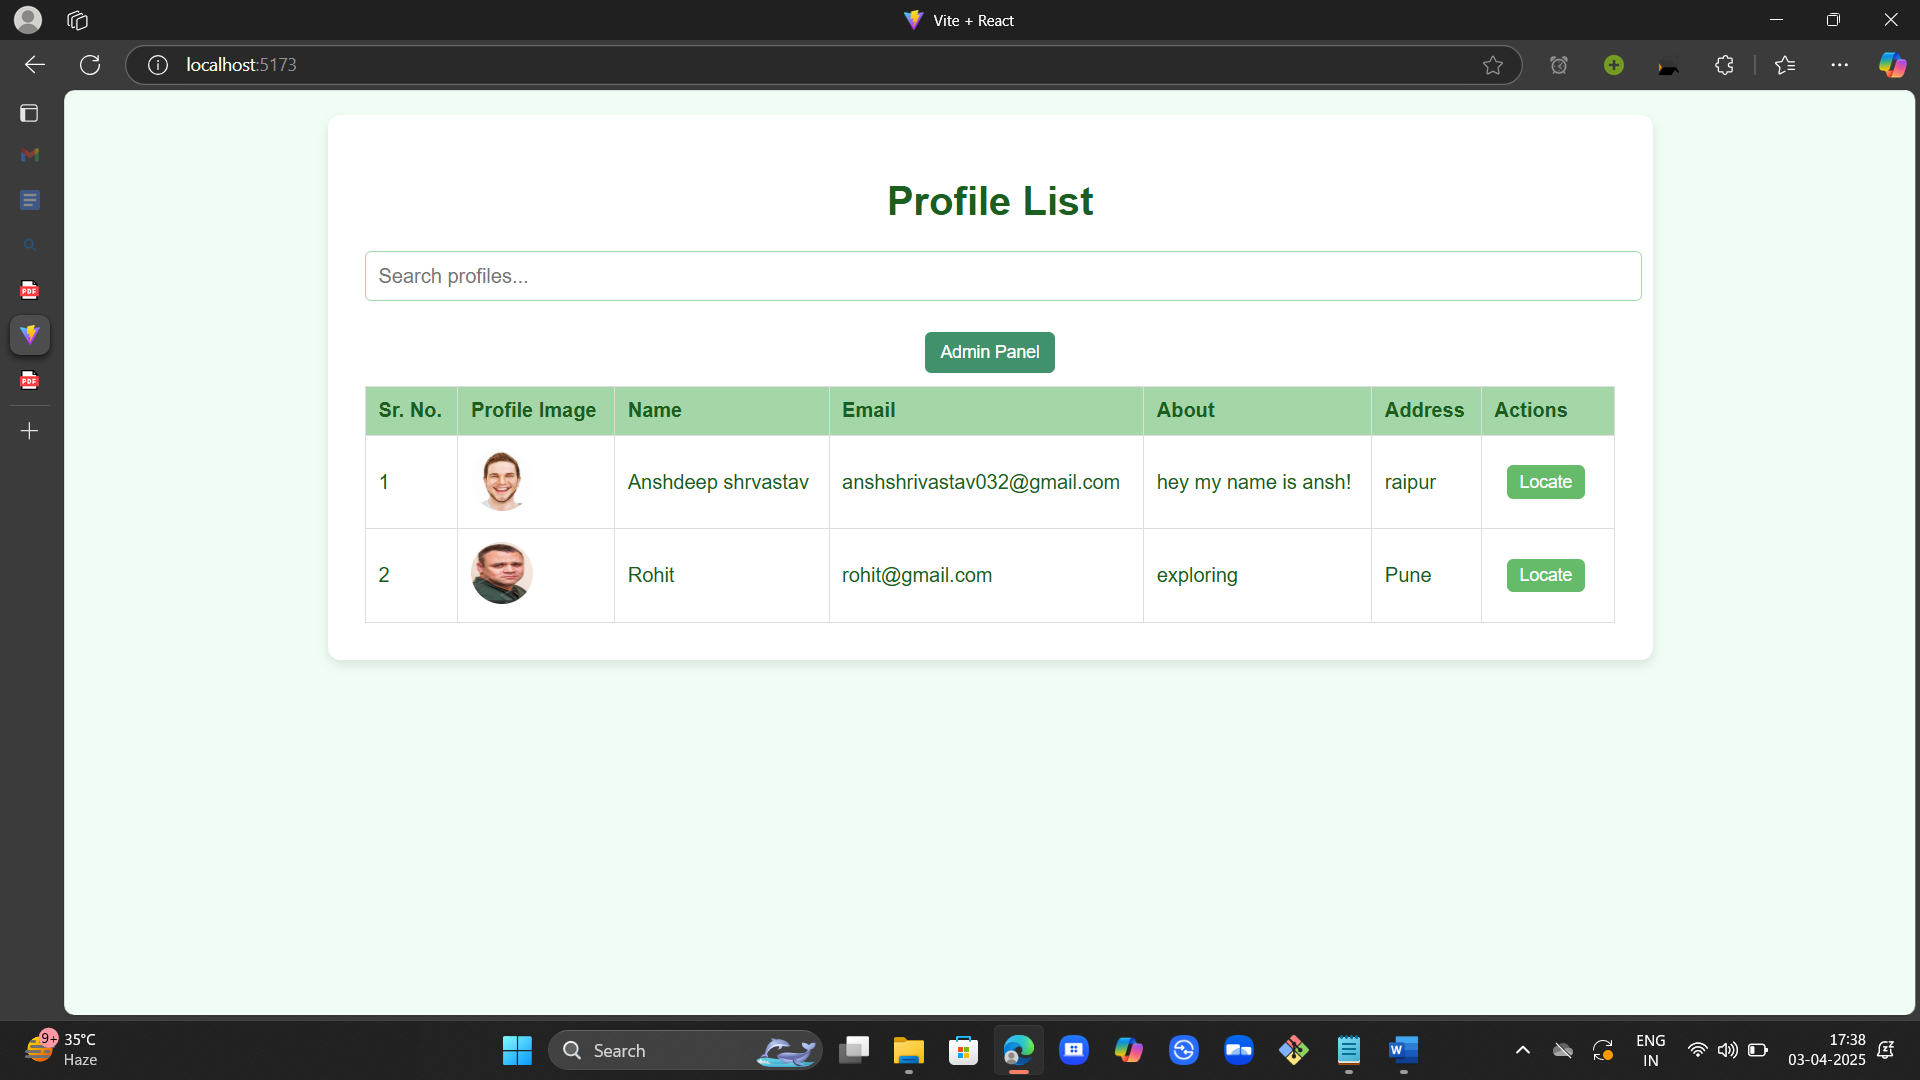 Vite + React
localhost:5173
Profile List
Search profiles...
Admin Panel
Sr. No. Profile Image Name Email About Address Actions
1 Anshdeep shrvastav anshshrivastav032@gmail.com hey my name is ansh! raipur Locate
2 Rohit rohit@gmail.com exploring Pune Locate
PDF
PDF
9+ 35°C
Haze
Search
W
ENG
IN
17:38
03-04-2025